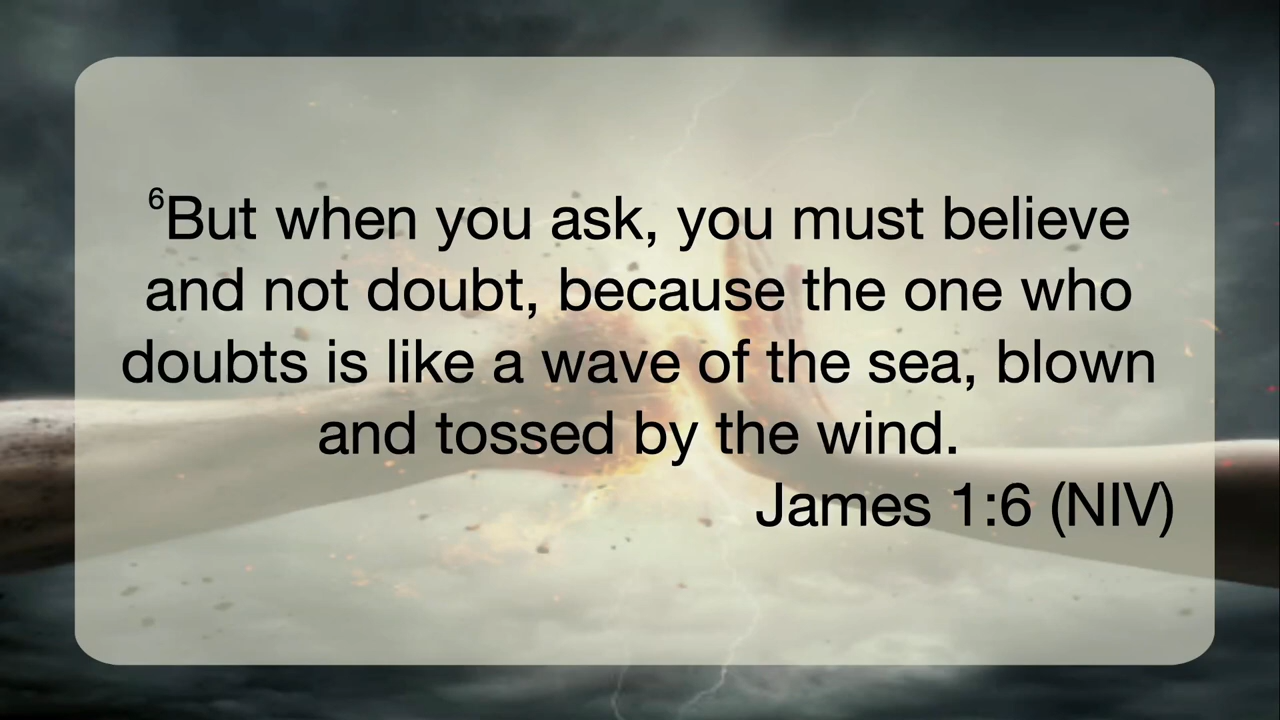 ⁶But when you ask, you must believe
and not doubt, because the one who
doubts is like a wave of the sea, blown
and tossed by the wind.
James 1:6 (NIV)